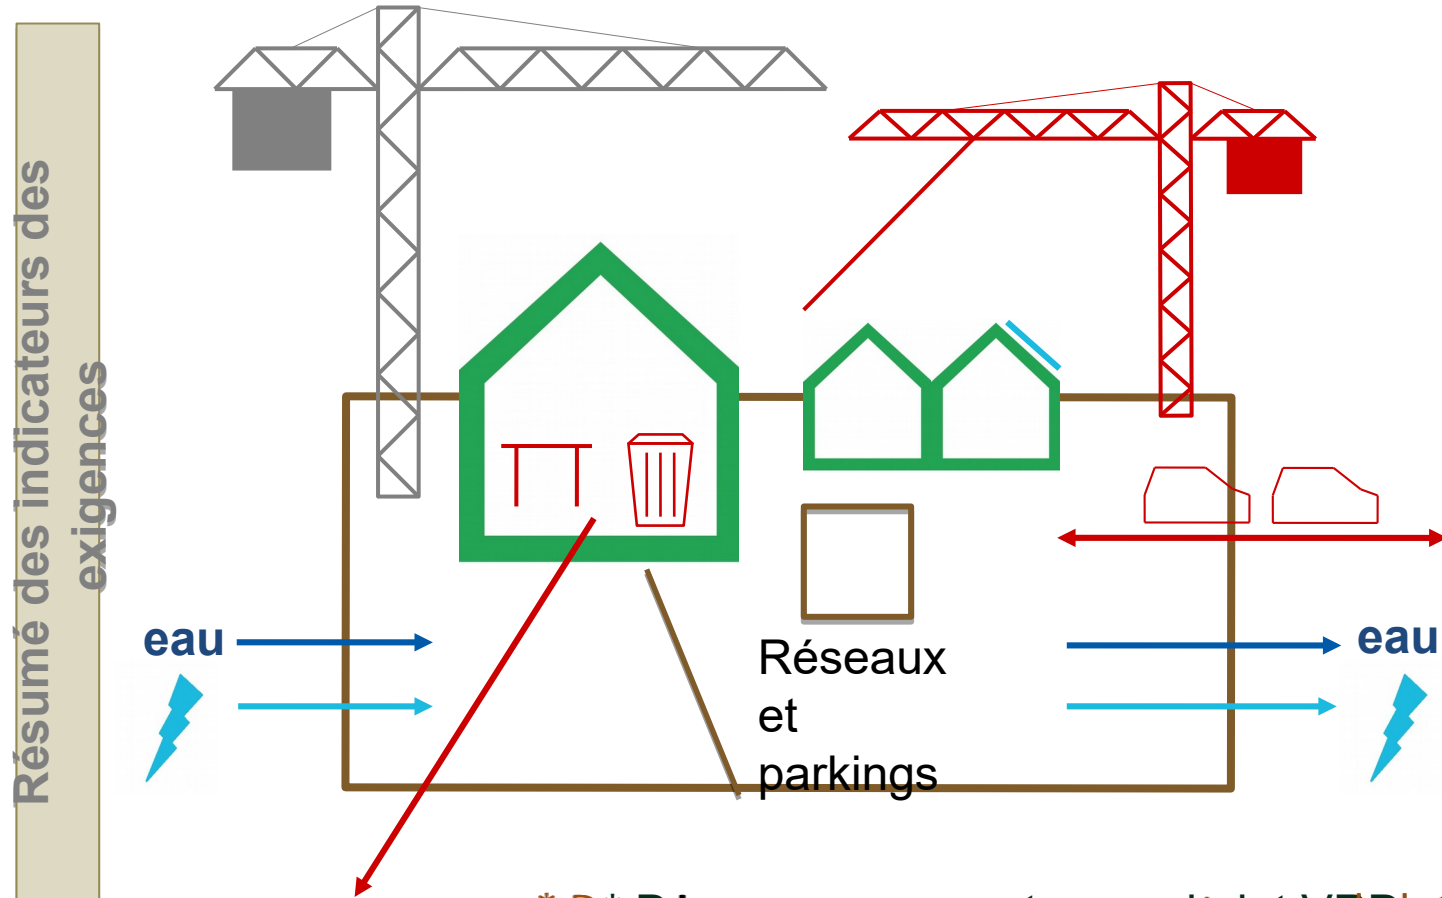 Résumé des indicateurs des
exigences
eau
eau
Réseaux
et
parkings